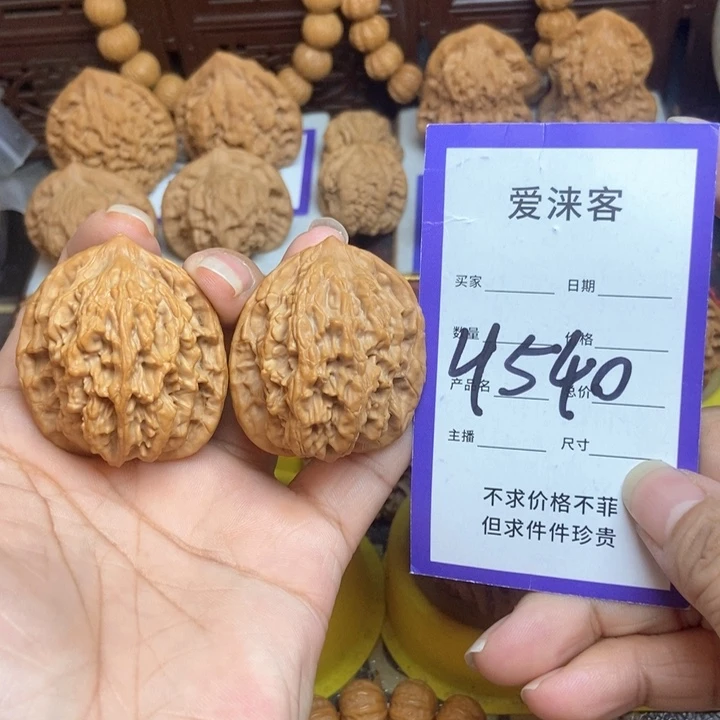 爱涞客
买家 日期
数量 价格
4540
产品名 总价
主播 尺寸
不求价格不菲
但求件件珍贵